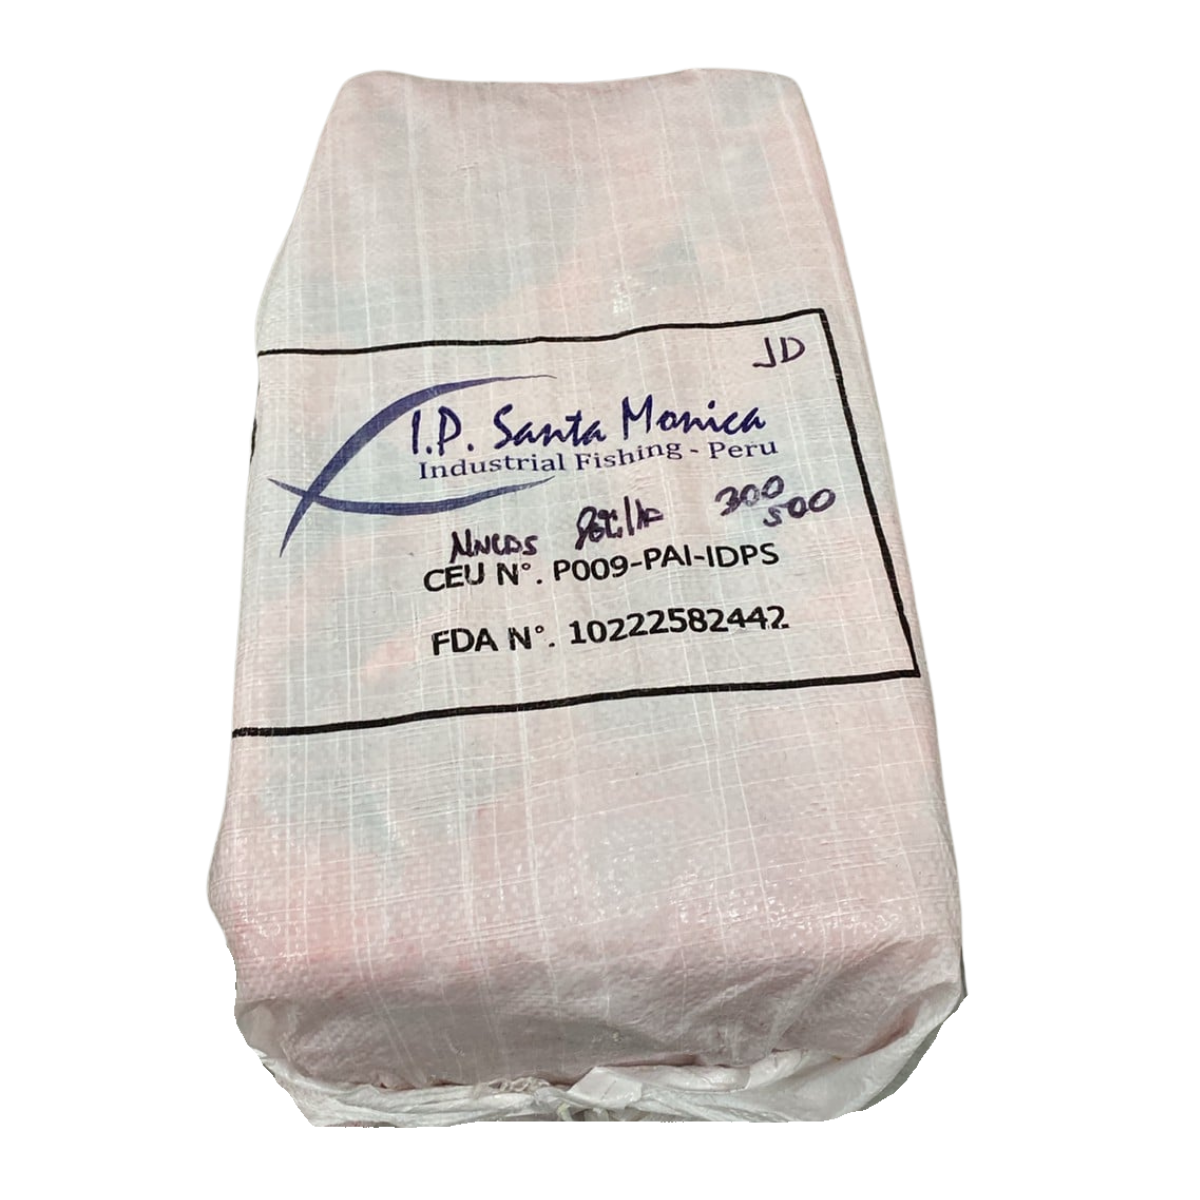 JD
I.P. Santa Monica
Industrial Fishing - Peru
300
500
CEU N°. P009-PAI-IDPS
FDA N°. 10222582442